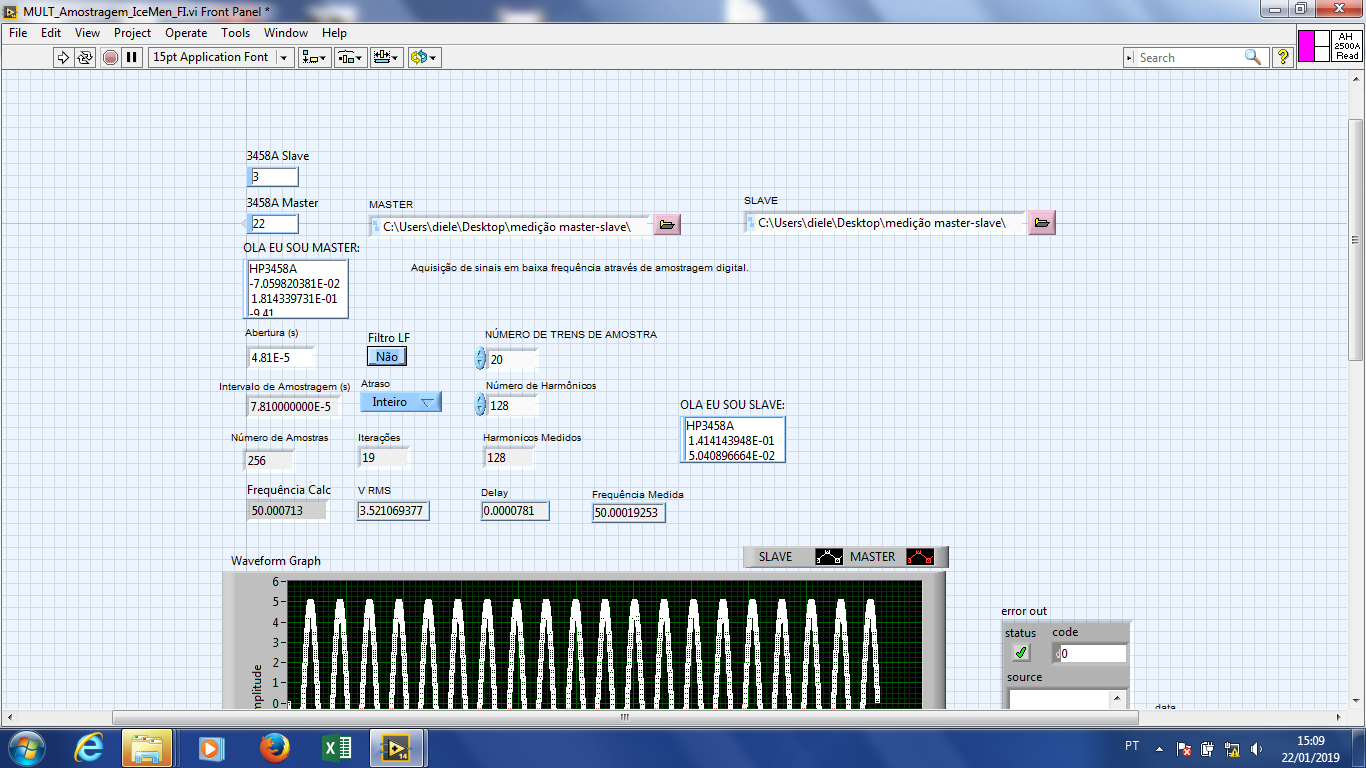 MULT_Amostragem_IceMen_FI.vi Front Panel *
File Edit View Project Operate Tools Window Help
15pt Application Font
Search
AH
2500A
Read
3458A Slave
3
3458A Master
22
MASTER
C:\Users\diele\Desktop\medição master-slave\
SLAVE
C:\Users\diele\Desktop\medição master-slave\
OLA EU SOU MASTER:
HP3458A
-7.059820381E-02
1.814339731E-01
-9.41
Aquisição de sinais em baixa frequência através de amostragem digital.
Abertura (s)
4.81E-5
Filtro LF
Não
NÚMERO DE TRENS DE AMOSTRA
20
Intervalo de Amostragem (s)
7.810000000E-5
Atraso
Inteiro
Número de Harmônicos
128
OLA EU SOU SLAVE:
HP3458A
1.414143948E-01
5.040896664E-02
Número de Amostras
256
Iterações
19
Harmonicos Medidos
128
Frequência Calc
50.000713
V RMS
3.521069377
Delay
0.0000781
Frequência Medida
50.00019253
Waveform Graph
SLAVE MASTER
6
5
4
3
2
1
0
mplitude
error out
status
code
0
source
data
14
PT
15:09
22/01/2019